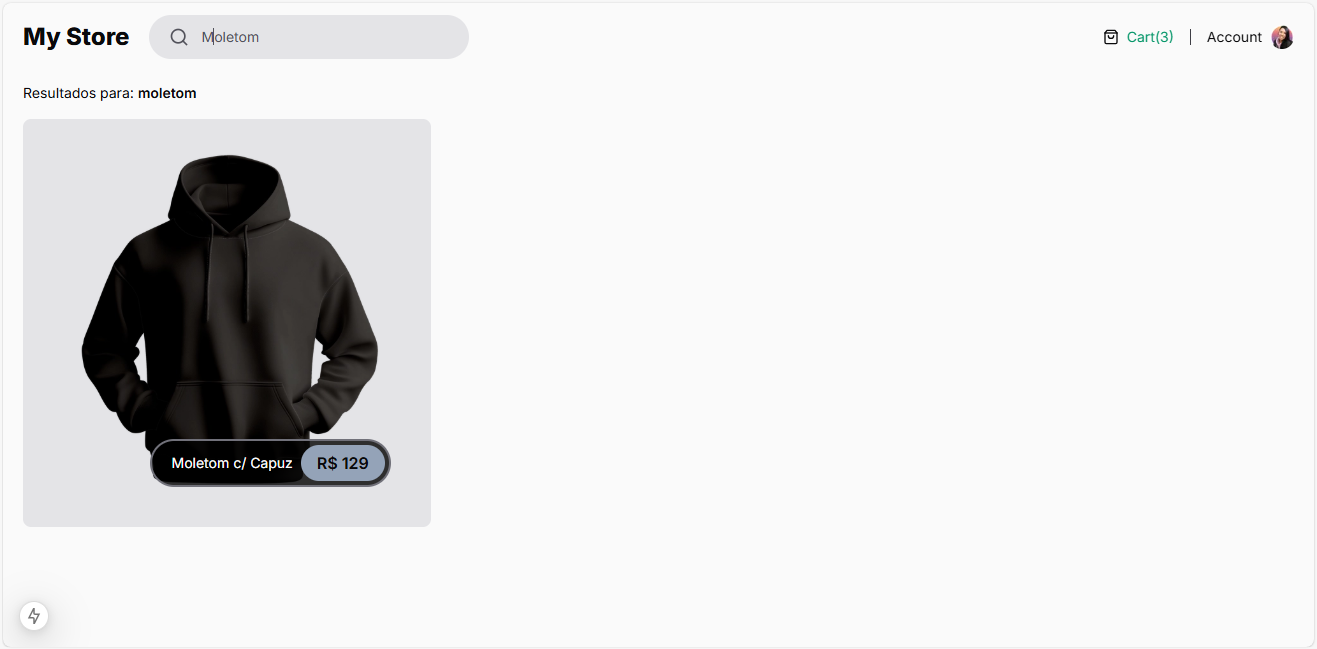 My Store
Moletom
Cart(3)
Account
Resultados para: moletom
Moletom c/ Capuz
R$ 129